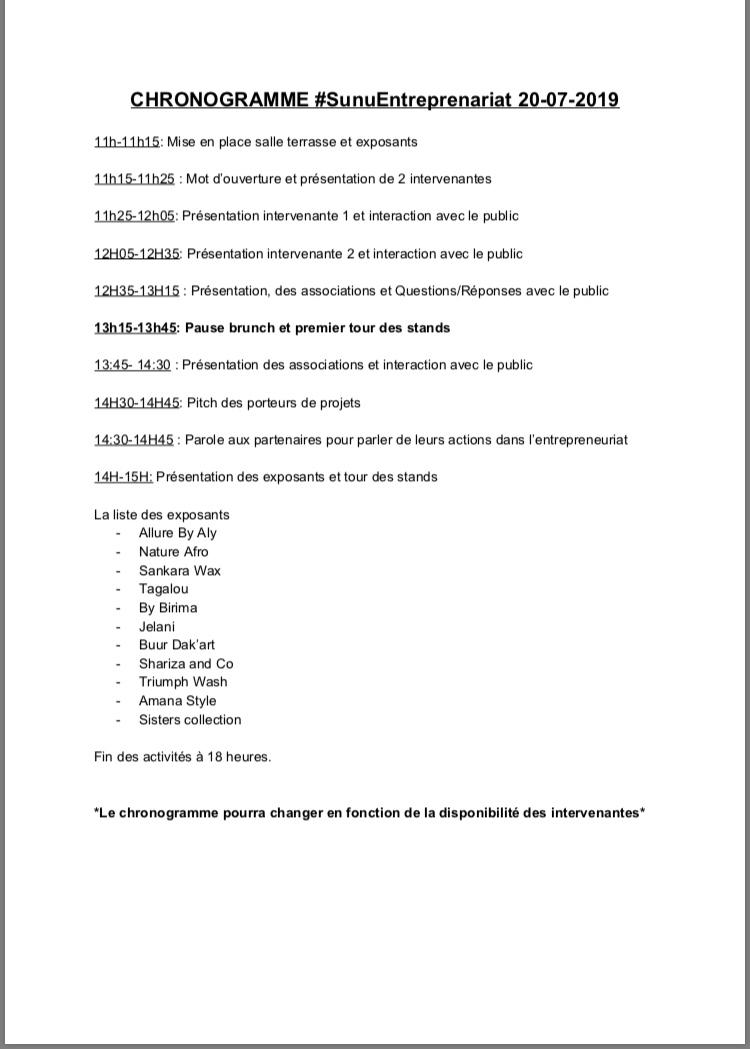 CHRONOGRAMME #SunuEntreprenariat 20-07-2019
11h-11h15: Mise en place salle terrasse et exposants
11h15-11h25 : Mot d'ouverture et présentation de 2 intervenantes
11h25-12h05: Présentation intervenante 1 et interaction avec le public
12H05-12H35: Présentation intervenante 2 et interaction avec le public
12H35-13H15 : Présentation, des associations et Questions/Réponses avec le public
13h15-13h45: Pause brunch et premier tour des stands
13:45- 14:30 : Présentation des associations et interaction avec le public
14H30-14H45: Pitch des porteurs de projets
14:30-14H45 : Parole aux partenaires pour parler de leurs actions dans l'entrepreneuriat
14H-15H: Présentation des exposants et tour des stands
La liste des exposants
- Allure By Aly
- Nature Afro
- Sankara Wax
- Tagalou
- By Birima
- Jelani
- Buur Dak'art
- Shariza and Co
- Triumph Wash
- Amana Style
- Sisters collection
Fin des activités à 18 heures.
*Le chronogramme pourra changer en fonction de la disponibilité des intervenantes*